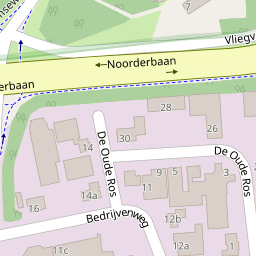 Noorderbaan
Vliegv
erbaan
7
28
26
30
14
De Oude Ros
De Oude Ros
9
11
5
14a
16
Bedrijvenweg
12b
11c
12a
1